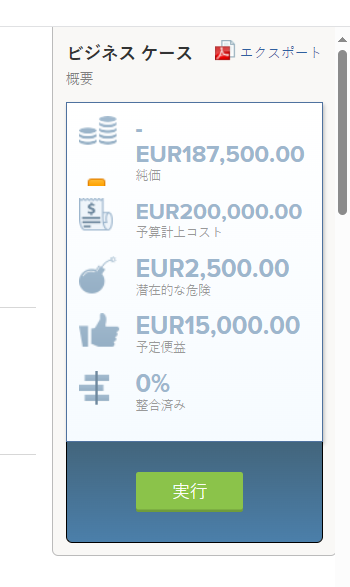 ビジネス ケース
エクスポート
概要
-
EUR187,500.00
純価
$
EUR200,000.00
予算計上コスト
EUR2,500.00
潜在的な危険
EUR15,000.00
予定便益
0%
整合済み
実行